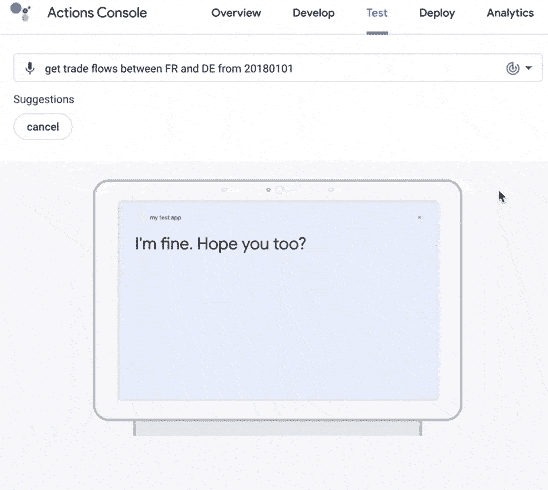 Actions Console Overview Develop Test Deploy Analytics
get trade flows between FR and DE from 20180101
Suggestions
cancel
my test app
I'm fine. Hope you too?